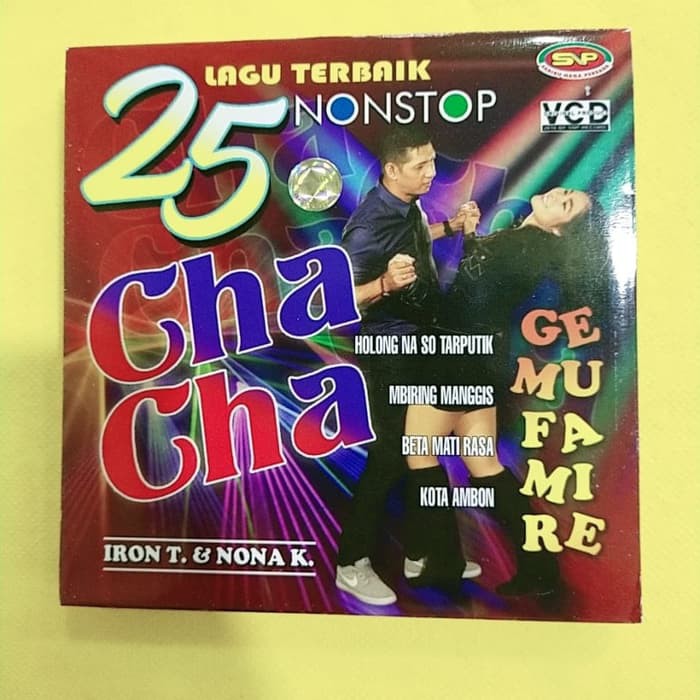 LAGU TERBAIK
25 NONSTOP
SNP
VCD
Cha
Cha
HOLONG NA SO TARPUTIK
MBIRING MANGGIS
BETA MATI RASA
KOTA AMBON
GE
MU
FA
MI
RE
IRON T. & NONA K.